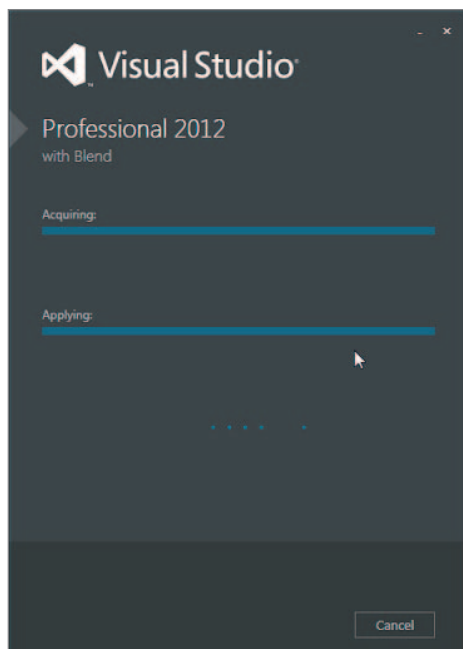 Visual Studio
Professional 2012
with Blend
Acquiring:
Applying:
Cancel